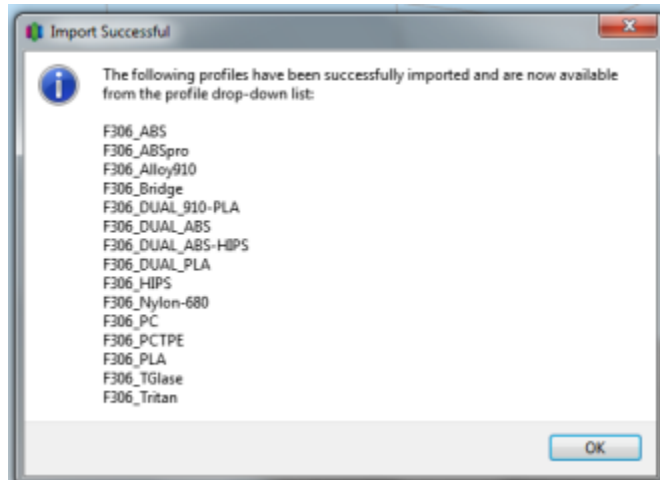 Import Successful
The following profiles have been successfully imported and are now available
from the profile drop-down list:
F306_ABS
F306_ABSpro
F306_Alloy910
F306_Bridge
F306_DUAL_910-PLA
F306_DUAL_ABS
F306_DUAL_ABS-HIPS
F306_DUAL_PLA
F306_HIPS
F306_Nylon-680
F306_PC
F306_PCTPE
F306_PLA
F306_TGlase
F306_Tritan
OK